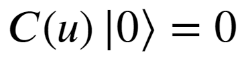 C(u) |0⟩ = 0